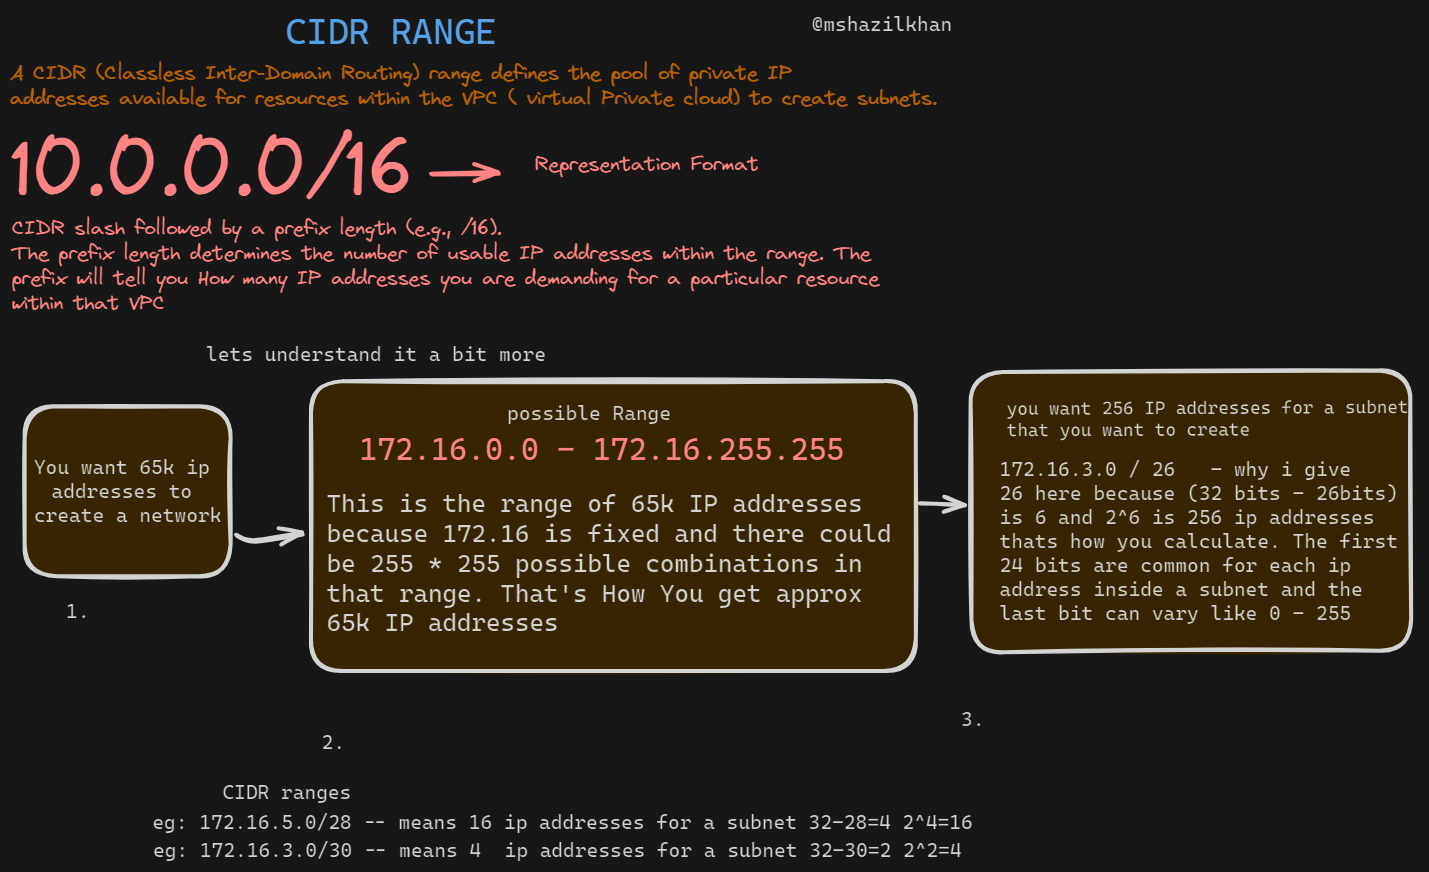 CIDR RANGE
@mshazilkhan
A CIDR (Classless Inter-Domain Routing) range defines the pool of private IP
addresses available for resources within the VPC ( virtual Private cloud) to create subnets.
10.0.0.0/16
Representation Format
CIDR slash followed by a prefix length (e.g., /16).
The prefix length determines the number of usable IP addresses within the range. The
prefix will tell you How many IP addresses you are demanding for a particular resource
within that VPC
lets understand it a bit more
You want 65k ip
addresses to
create a network
1.
possible Range
172.16.0.0 - 172.16.255.255
This is the range of 65k IP addresses
because 172.16 is fixed and there could
be 255 * 255 possible combinations in
that range. That's How You get approx
65k IP addresses
2.
you want 256 IP addresses for a subnet
that you want to create
172.16.3.0 / 26   - why i give
26 here because (32 bits - 26bits)
is 6 and 2^6 is 256 ip addresses
thats how you calculate. The first
24 bits are common for each ip
address inside a subnet and the
last bit can vary like 0 - 255
3.
CIDR ranges
eg: 172.16.5.0/28 -- means 16 ip addresses for a subnet 32-28=4 2^4=16
eg: 172.16.3.0/30 -- means 4  ip addresses for a subnet 32-30=2 2^2=4